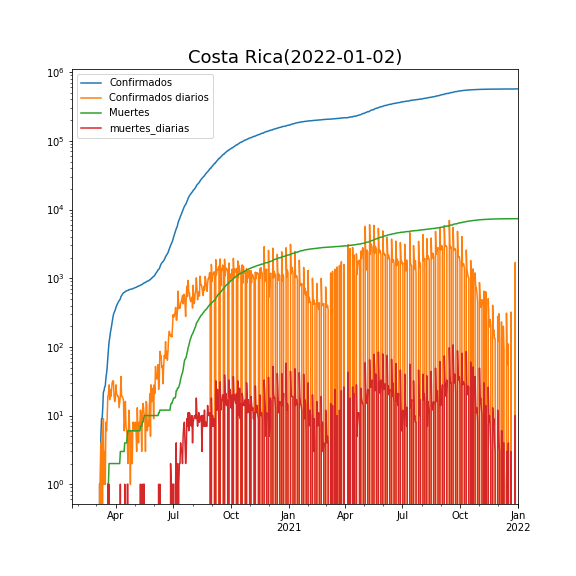 Costa Rica(2022-01-02)
Confirmados
Confirmados diarios
Muertes
muertes_diarias
10^6
10^5
10^4
10^3
10^2
10^1
10^0
Apr Jul Oct Jan Apr Jul Oct Jan
2021 2022